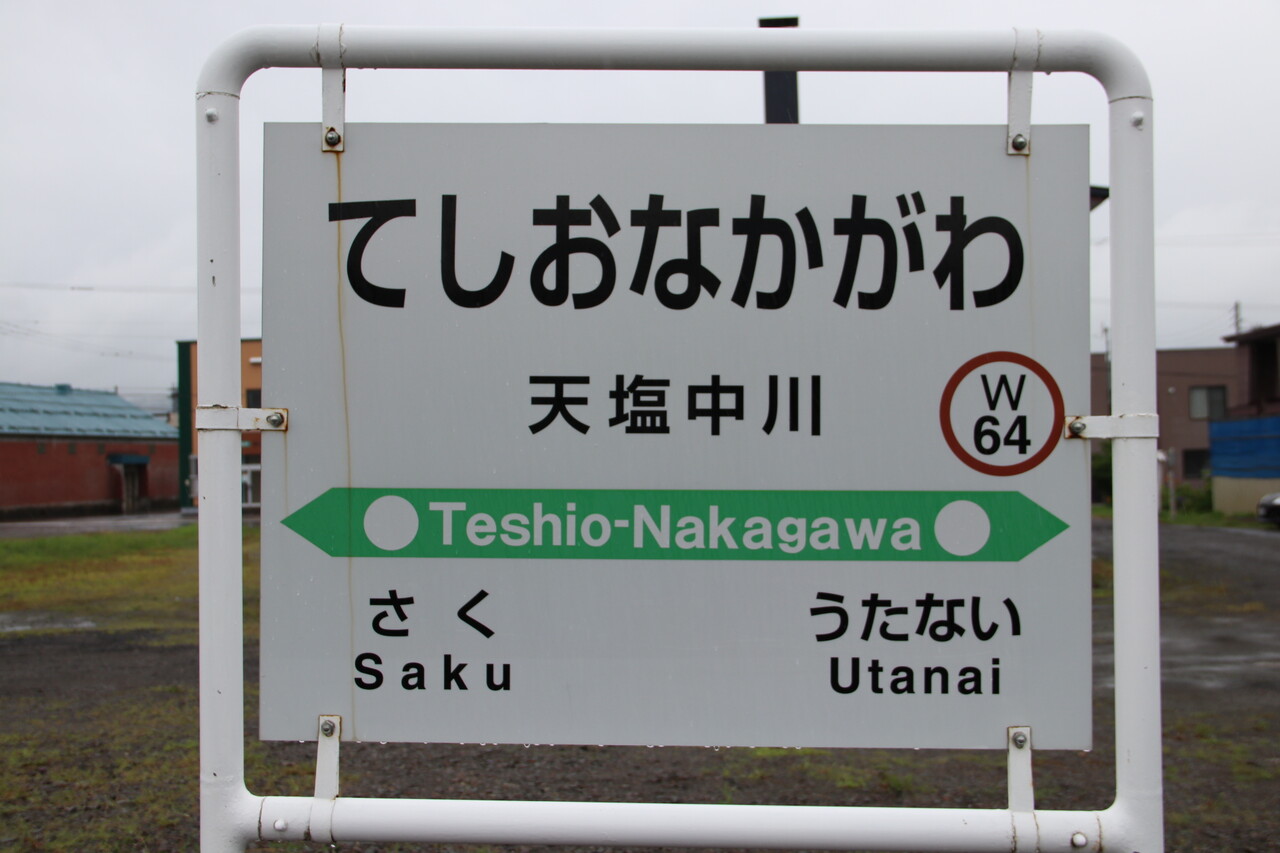 てしおなかがわ
天塩中川
W
64
Teshio-Nakagawa
さく うたない
Saku Utanai